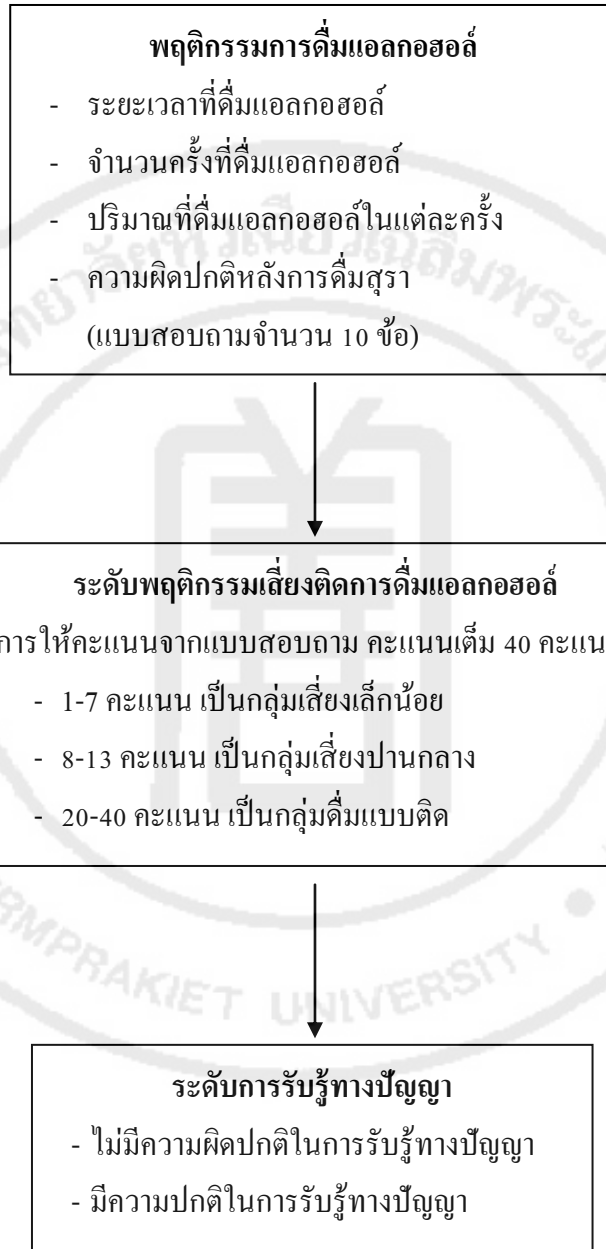 พฤติกรรมการดื่มแอลกอฮอล์
- ระยะเวลาที่ดื่มแอลกอฮอล์
- จำนวนครั้งที่ดื่มแอลกอฮอล์
- ปริมาณที่ดื่มแอลกอฮอล์ในแต่ละครั้ง
- ความผิดปกติหลังการดื่มสุรา
(แบบสอบถามจำนวน 10 ข้อ)
ระดับพฤติกรรมเสี่ยงติดการดื่มแอลกอฮอล์
การให้คะแนนจากแบบสอบถาม คะแนนเต็ม 40 คะแน
- 1-7 คะแนน เป็นกลุ่มเสี่ยงเล็กน้อย
- 8-13 คะแนน เป็นกลุ่มเสี่ยงปานกลาง
- 20-40 คะแนน เป็นกลุ่มดื่มแบบติด
RMPRAKIET UNIVERSITY
ระดับการรับรู้ทางปัญญา
- ไม่มีความผิดปกติในการรับรู้ทางปัญญา
- มีความปกติในการรับรู้ทางปัญญา